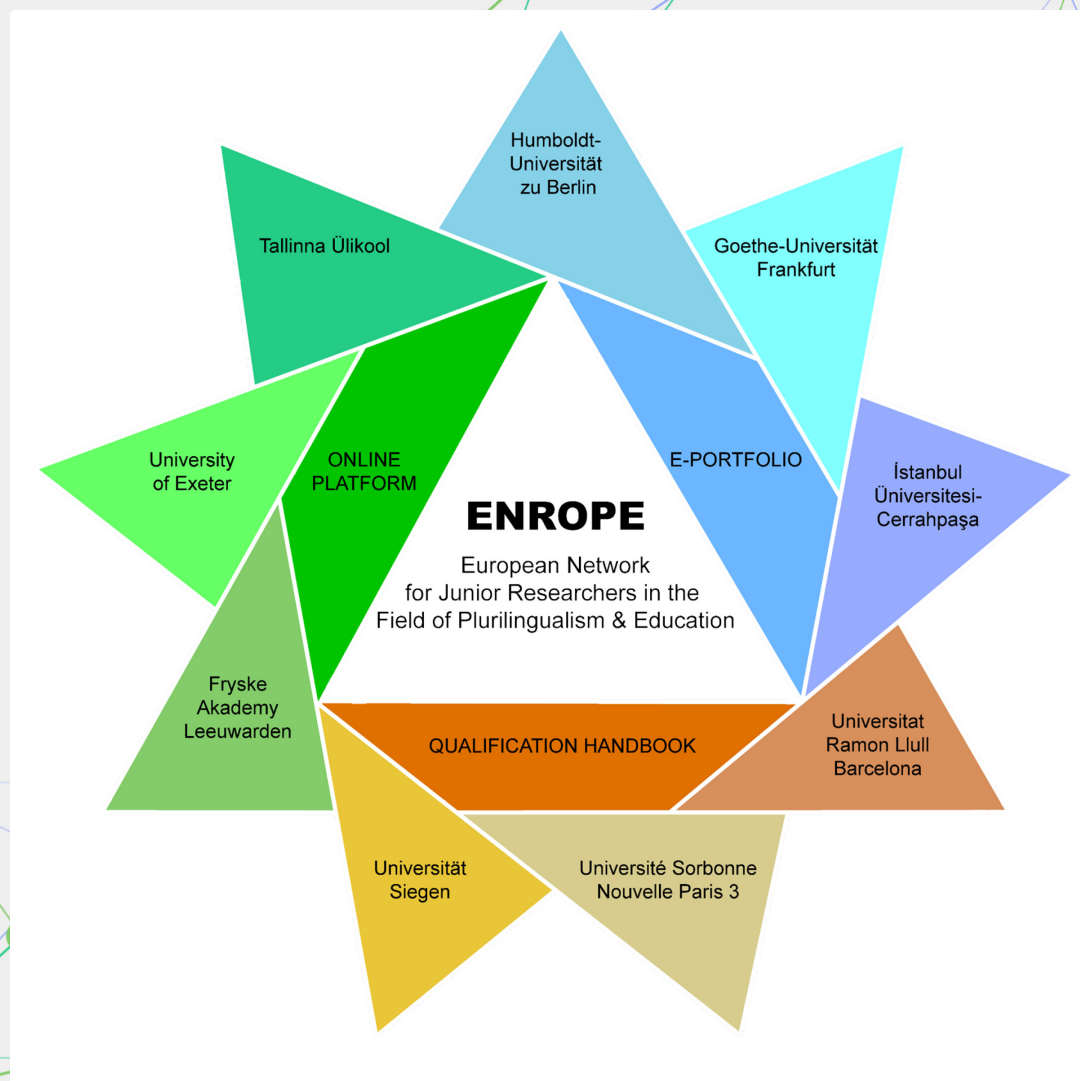 Humboldt-
Universität
zu Berlin
Goethe-Universität
Frankfurt
Tallinna Ülikool
İstanbul
Üniversitesi-
Cerrahpaşa
University
of Exeter
ONLINE
PLATFORM
E-PORTFOLIO
ENROPE
European Network
for Junior Researchers in the
Field of Plurilingualism & Education
Fryske
Akademy
Leeuwarden
Universitat
Ramon Llull
Barcelona
QUALIFICATION HANDBOOK
Universität
Siegen
Université Sorbonne
Nouvelle Paris 3